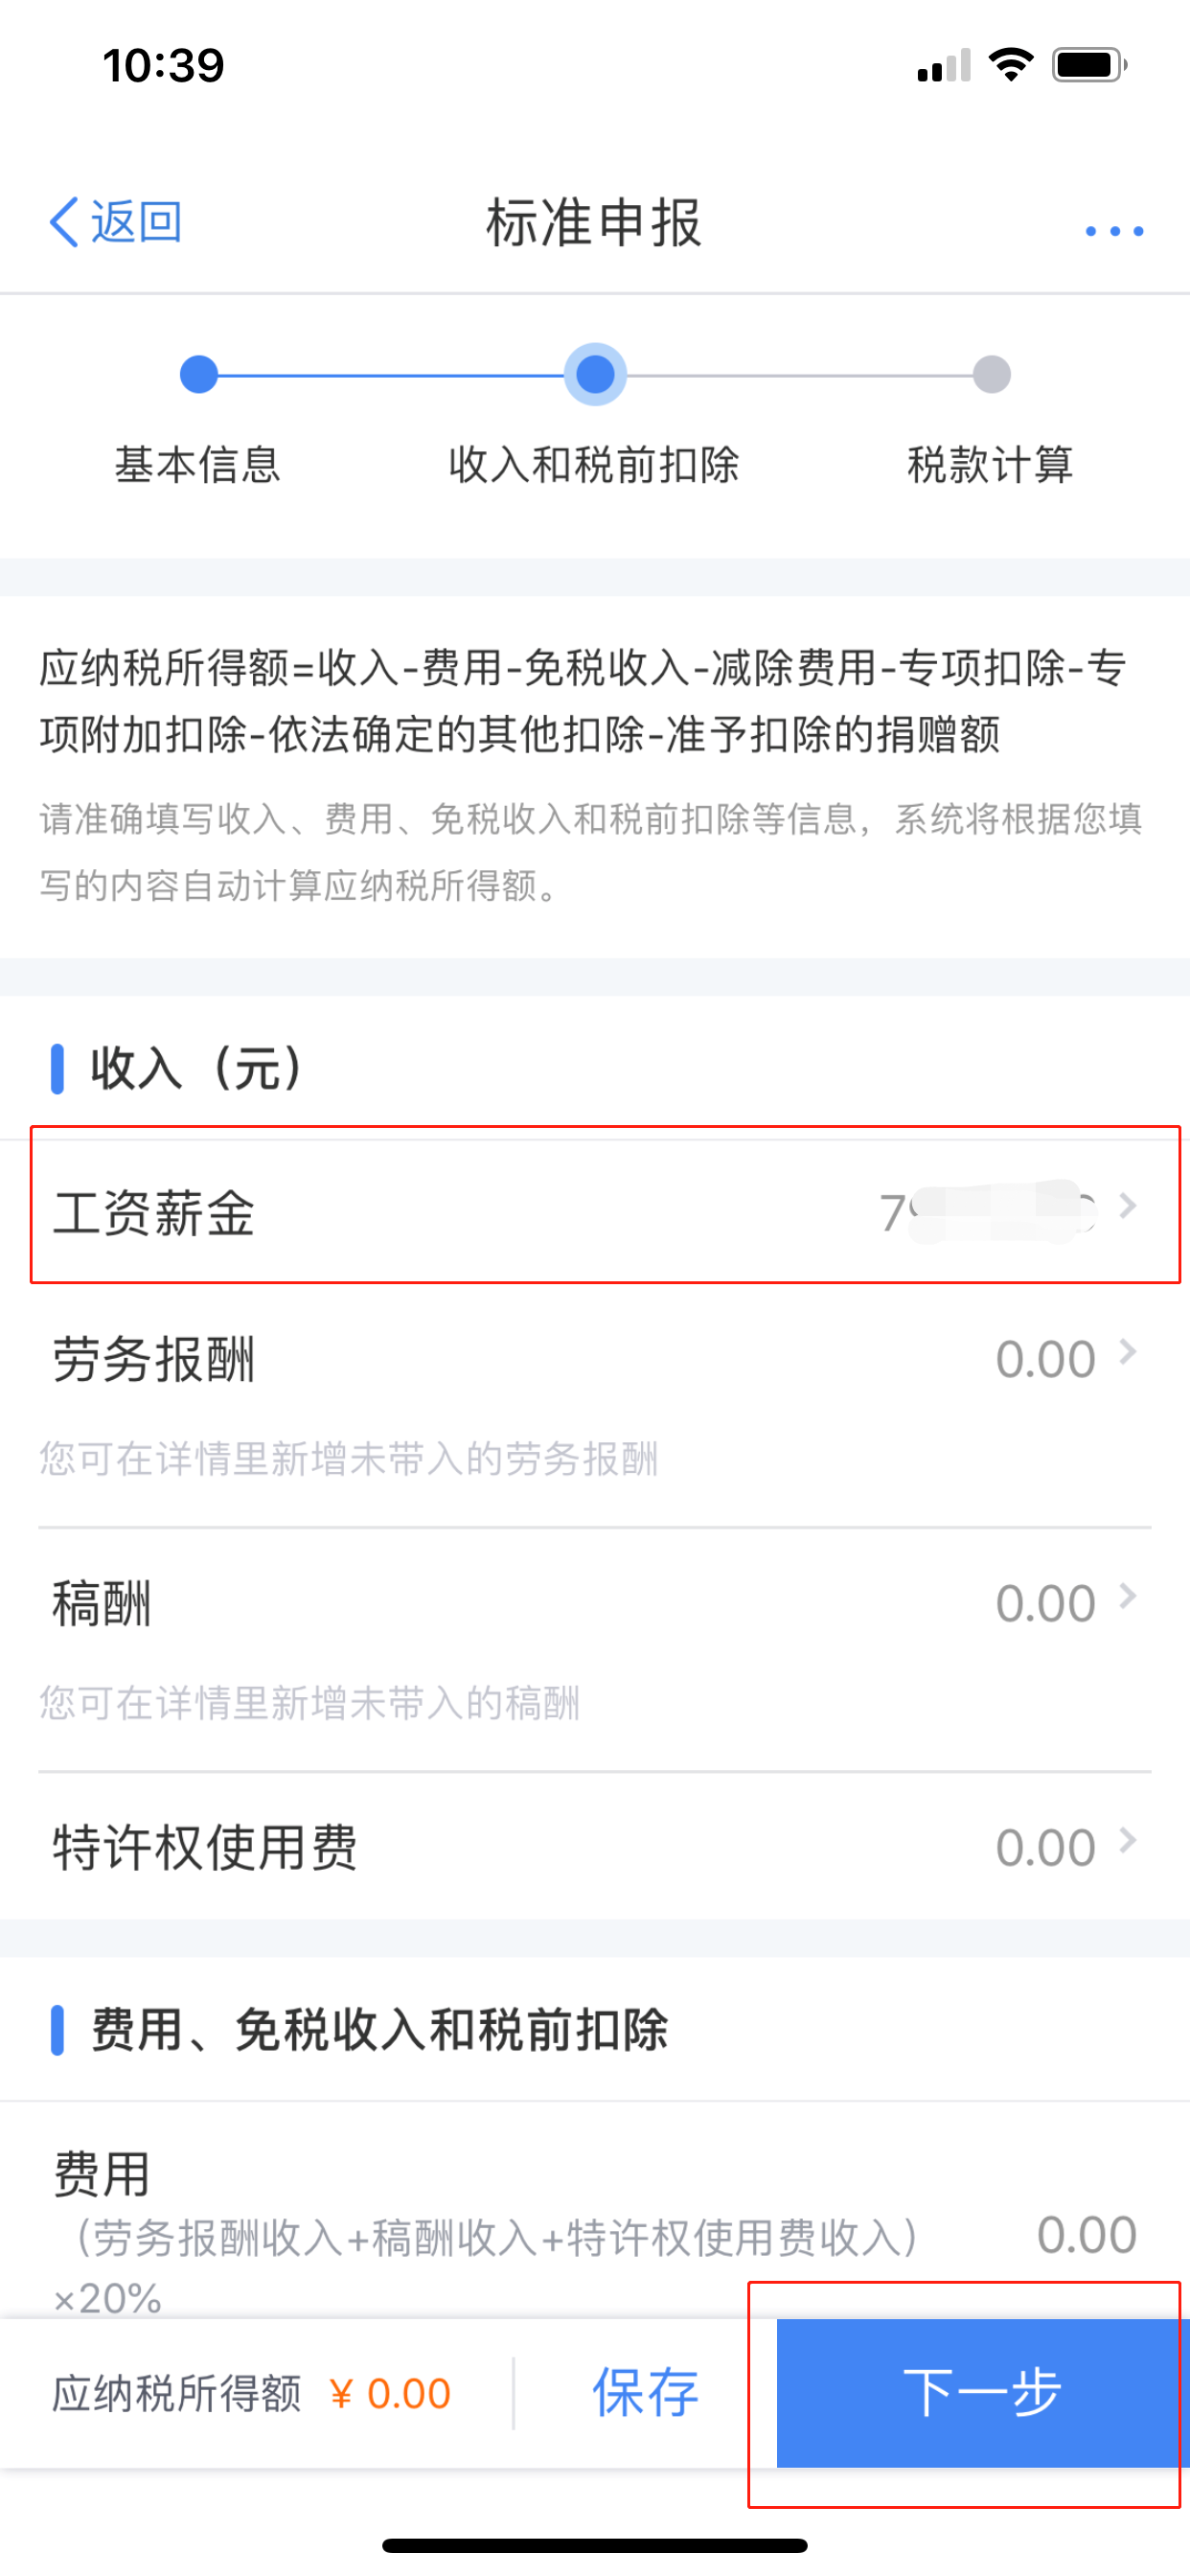 10:39
返回
标准申报
基本信息
收入和税前扣除
税款计算
应纳税所得额=收入-费用-免税收入-减除费用-专项扣除-专
项附加扣除-依法确定的其他扣除-准予扣除的捐赠额
请准确填写收入、费用、免税收入和税前扣除等信息，系统将根据您填
写的内容自动计算应纳税所得额。
收入（元）
工资薪金 7
劳务报酬 0.00
您可在详情里新增未带入的劳务报酬
稿酬 0.00
您可在详情里新增未带入的稿酬
特许权使用费 0.00
费用、免税收入和税前扣除
费用
（劳务报酬收入+稿酬收入+特许权使用费收入） 0.00
×20%
应纳税所得额 ¥ 0.00 保存 下一步